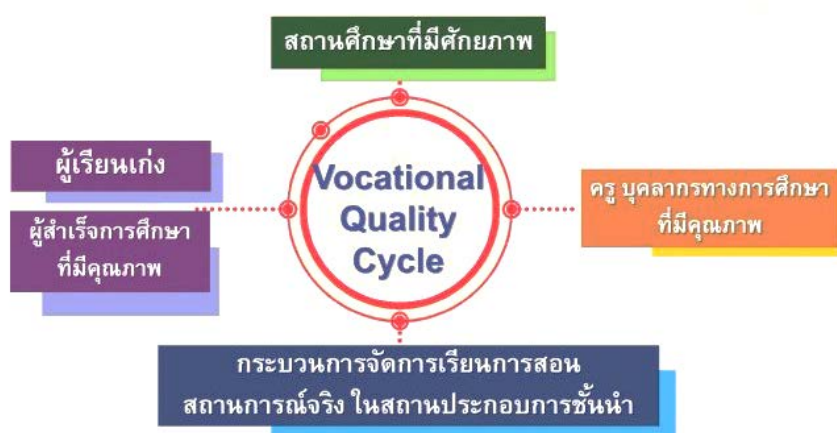 สถานศึกษาที่มีศักยภาพ
ผู้เรียนเก่ง
ผู้สำเร็จการศึกษา
ที่มีคุณภาพ
Vocational
Quality
Cycle
ครู บุคลากรทางการศึกษา
ที่มีคุณภาพ
กระบวนการจัดการเรียนการสอน
สถานการณ์จริง ในสถานประกอบการชั้นนำ